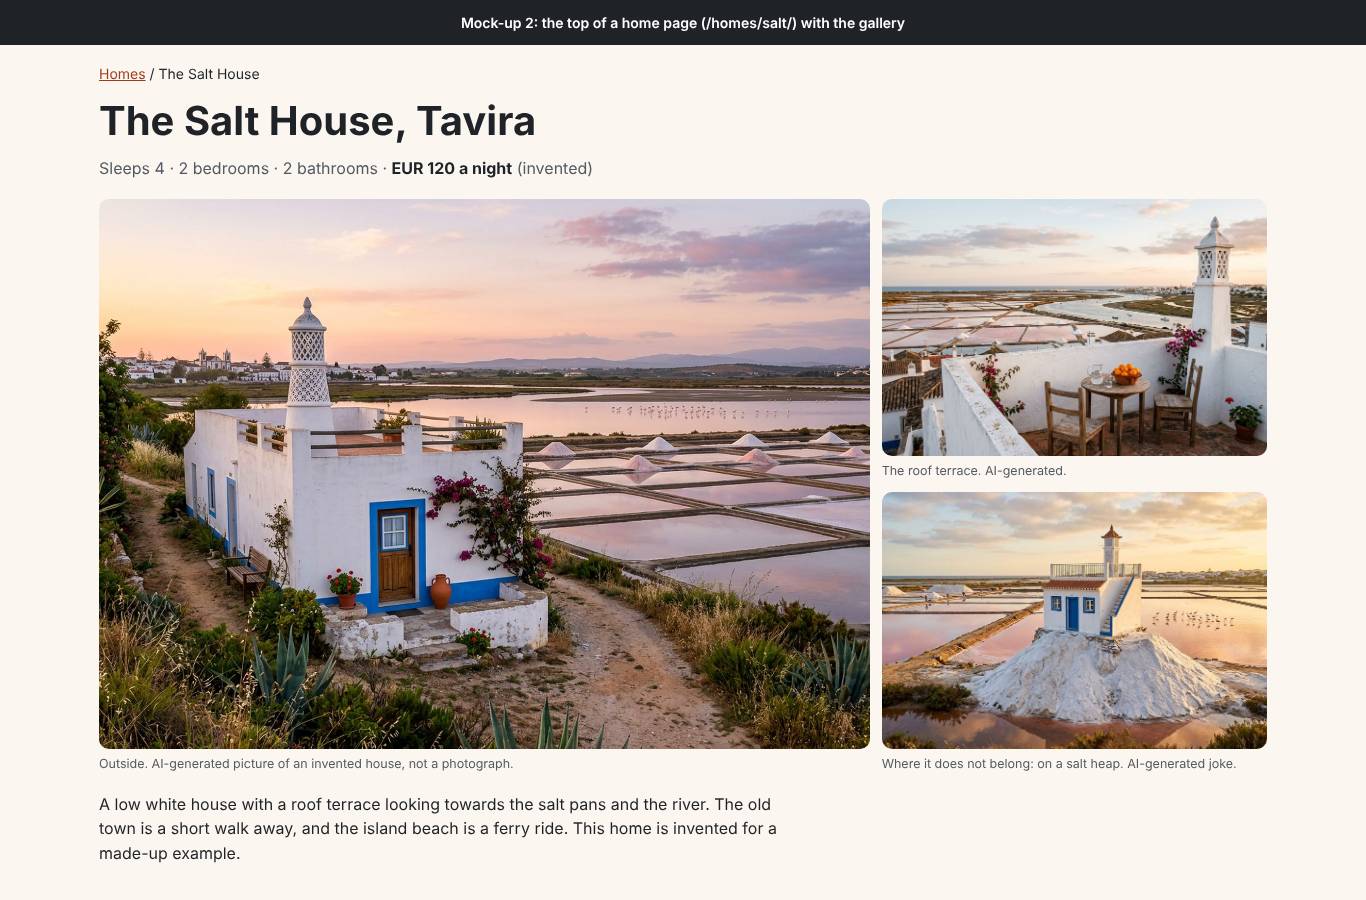 Mock-up 2: the top of a home page (/homes/salt/) with the gallery
Homes / The Salt House
The Salt House, Tavira
Sleeps 4 · 2 bedrooms · 2 bathrooms · EUR 120 a night (invented)
The roof terrace. AI-generated.
Outside. AI-generated picture of an invented house, not a photograph.
Where it does not belong: on a salt heap. AI-generated joke.
A low white house with a roof terrace looking towards the salt pans and the river. The old
town is a short walk away, and the island beach is a ferry ride. This home is invented for a
made-up example.